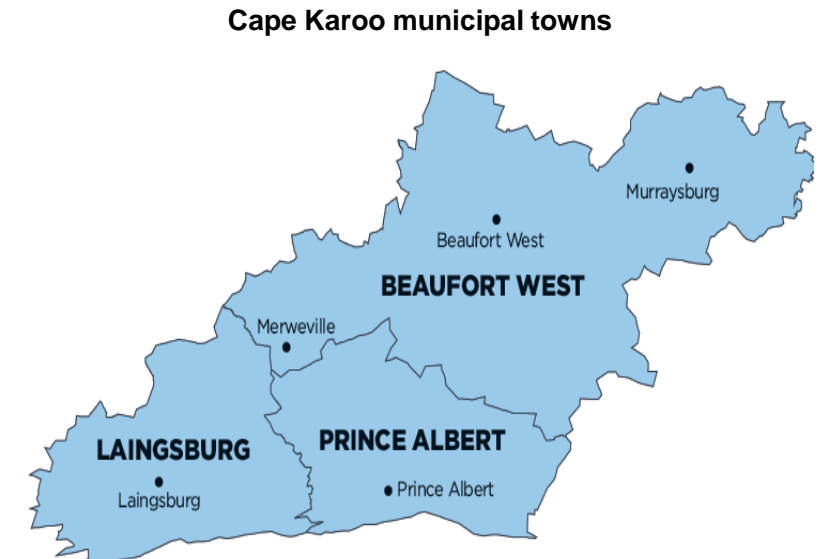 Cape Karoo municipal towns
Murraysburg
Beaufort West
BEAUFORT WEST
Merweville
LAINGSBURG
PRINCE ALBERT
Laingsburg
Prince Albert